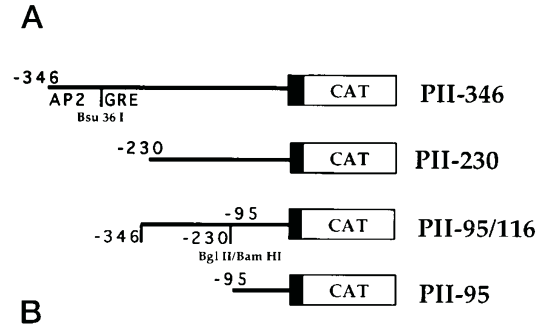 A
-346
AP2 GRE CAT PII-346
Bsu 36 I
-230
CAT PII-230
-95
CAT PII-95/116
-346 -230
Bgl II/Bam HI
-95
CAT PII-95
B